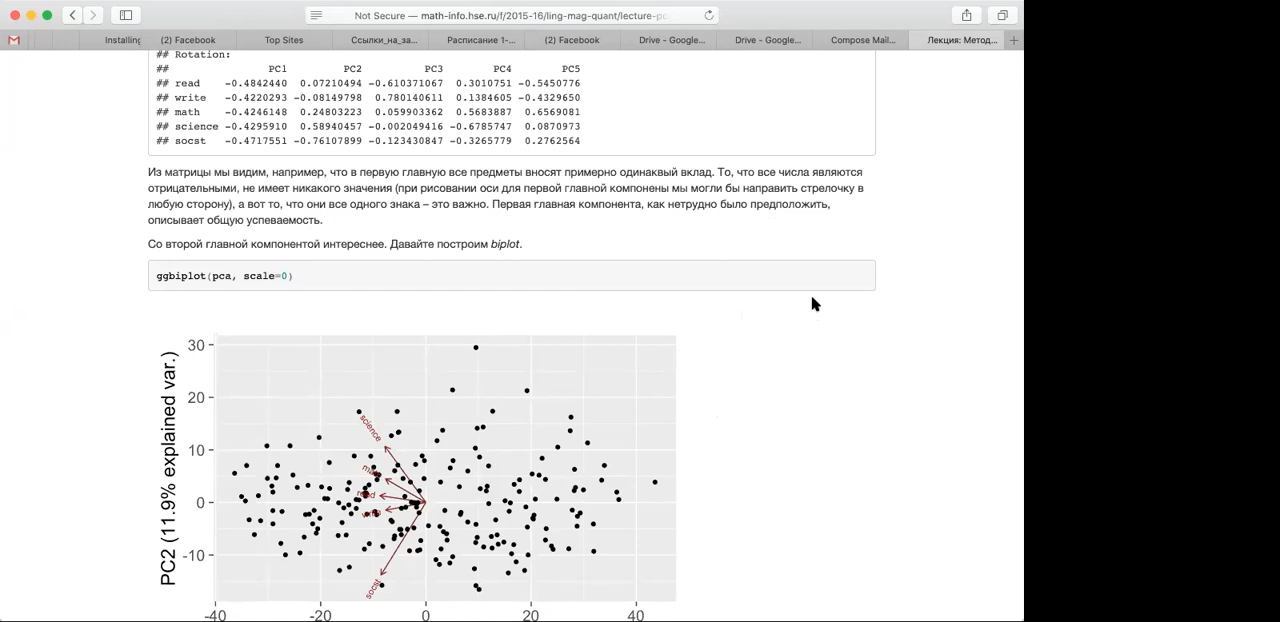 Not Secure — math-info.hse.ru/f/2015-16/ling-mag-quant/lecture-pc
Installing (2) Facebook Top Sites Ссылки_на_за... Расписание 1-... (2) Facebook Drive - Google... Drive - Google... Compose Mail... Лекция: Метод...
## Rotation:
## PC1 PC2 PC3 PC4 PC5
## read -0.4842440 0.07210494 -0.610371067 0.3010751 -0.5450776
## write -0.4220293 -0.08149798 0.780140611 0.1384605 -0.4329650
## math -0.4246148 0.24803223 0.059903362 0.5683887 0.6569081
## science -0.4295910 0.58940457 -0.002049416 -0.6785747 0.0870973
## socst -0.4717551 -0.76107899 -0.123430847 -0.3265779 0.2762564
Из матрицы мы видим, например, что в первую главную все предметы вносят примерно одинаквый вклад. То, что все числа являются
отрицательными, не имеет никакого значения (при рисовании оси для первой главной компонены мы могли бы направить стрелочку в
любую сторону), а вот то, что они все одного знака – это важно. Первая главная компонента, как нетрудно было предположить,
описывает общую успеваемость.
Со второй главной компонентой интереснее. Давайте построим biplot.
ggbiplot(pca, scale=0)
PC2 (11.9% explained var.)
30
20
10
0
-10
science
read
socst
-40 -20 0 20 40